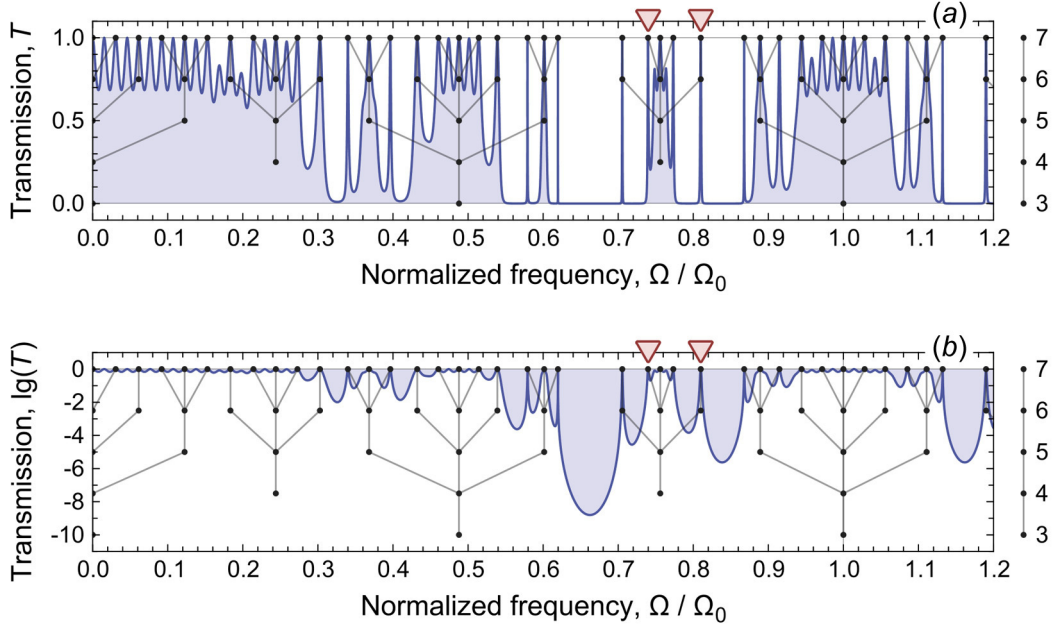 (a)
Transmission, T
1.0
0.5
0.0
7
6
5
4
3
0.0 0.1 0.2 0.3 0.4 0.5 0.6 0.7 0.8 0.9 1.0 1.1 1.2
Normalized frequency, Ω / Ω₀
(b)
Transmission, lg(T)
0
-2
-4
-6
-8
-10
7
6
5
4
3
0.0 0.1 0.2 0.3 0.4 0.5 0.6 0.7 0.8 0.9 1.0 1.1 1.2
Normalized frequency, Ω / Ω₀